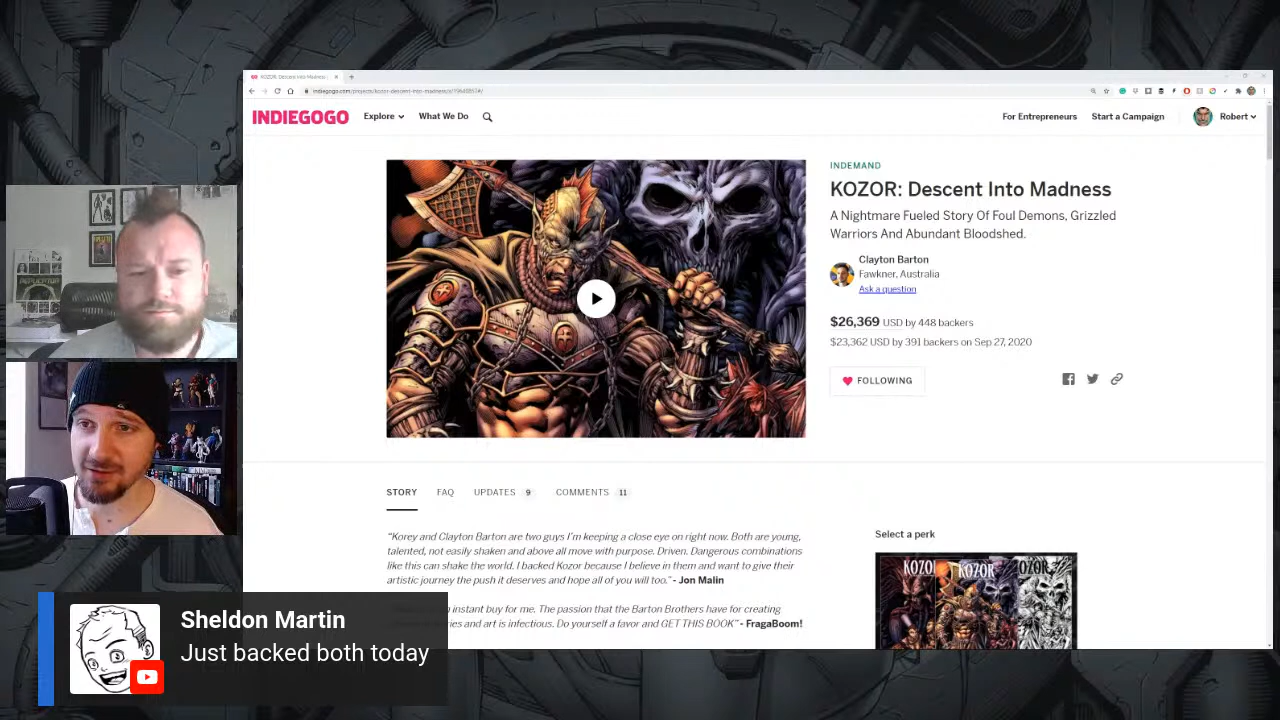 KOZOR: Descent Into Madness
INDIEGOGO
Explore
What We Do
For Entrepreneurs
Start a Campaign
Robert
INDEMAND
KOZOR: Descent Into Madness
A Nightmare Fueled Story Of Foul Demons, Grizzled
Warriors And Abundant Bloodshed.
Clayton Barton
Fawkner, Australia
Ask a question
$26,369 USD by 448 backers
$23,362 USD by 391 backers on Sep 27, 2020
FOLLOWING
STORY
FAQ
UPDATES 9
COMMENTS 11
“Korey and Clayton Barton are two guys I'm keeping a close eye on right now. Both are young,
talented, not easily shaken and above all move with purpose. Driven. Dangerous combinations
like this can shake the world. I backed Kozor because I believe in them and want to give their
artistic journey the push it deserves and hope all of you will too.” - Jon Malin
instant buy for me. The passion that the Barton Brothers have for creating
and art is infectious. Do yourself a favor and GET THIS BOOK” - FragaBoom!
Select a perk
KOZOR
Sheldon Martin
Just backed both today